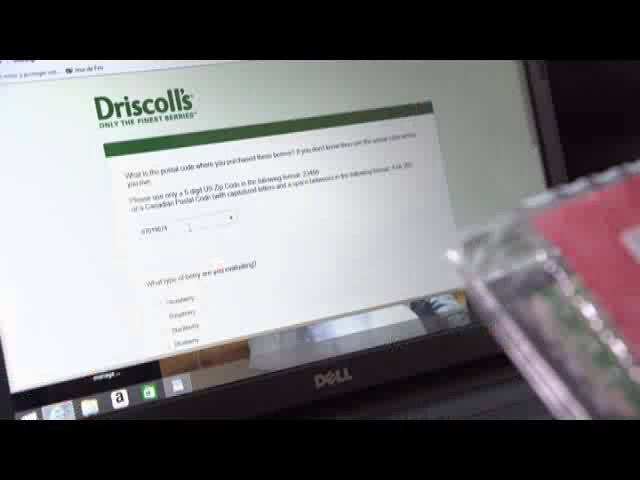 Driscoll's
ONLY THE FINEST BERRIES™
What is the postal code where you purchased these berries? If you don't know then use the postal code where
you live.
Please use only a 5 digit US Zip Code in the following format: 23456
or a Canadian Postal Code (with capitalized letters and a space between) in the following format:
What type of berry are you evaluating?
Strawberry
Raspberry
Blackberry
Blueberry
DELL
a